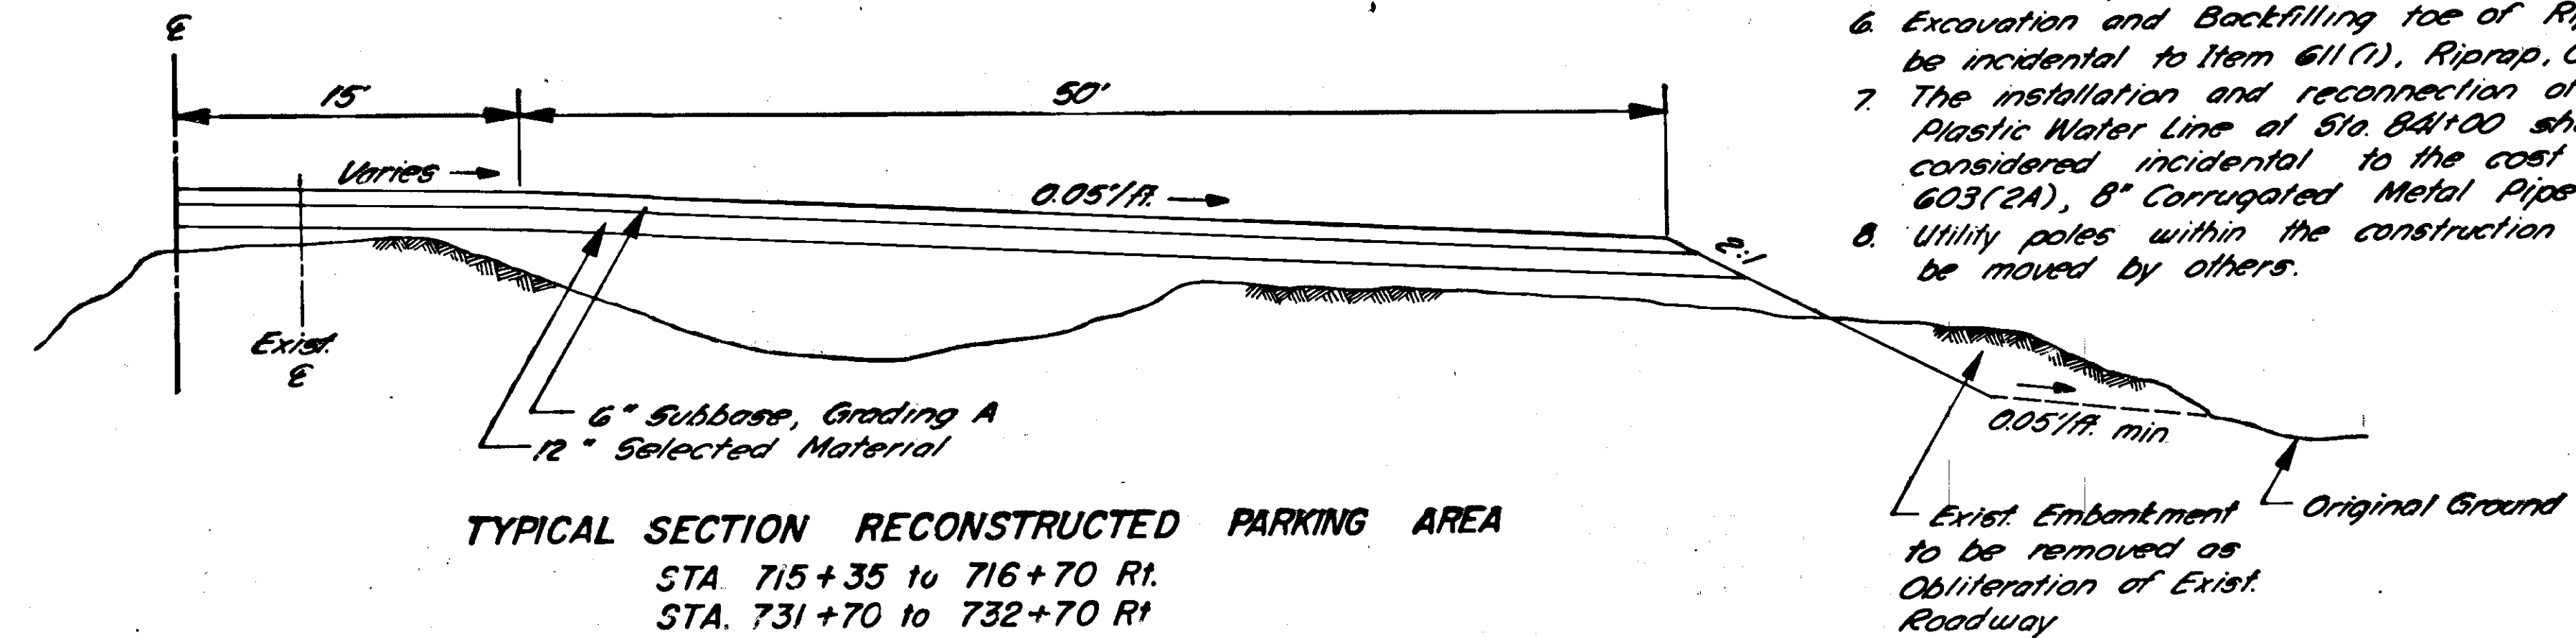 ℄
15'
50'
Varies
0.05'/ft.
2:1
Exist.
℄
6" Subbase, Grading A
12" Selected Material
0.05'/ft. min
Exist. Embankment
to be removed as
Obliteration of Exist.
Roadway
Original Ground
TYPICAL SECTION RECONSTRUCTED PARKING AREA
STA 715+35 to 716+70 Rt.
STA. 731+70 to 732+70 Rt
6. Excavation and Backfilling toe of
be incidental to Item 611(1), Riprap,
7. The installation and reconnection of
Plastic Water Line at Sta. 841+00
considered incidental to the cost
603(2A), 8" Corrugated Metal Pipe
8. Utility poles within the construction
be moved by others.